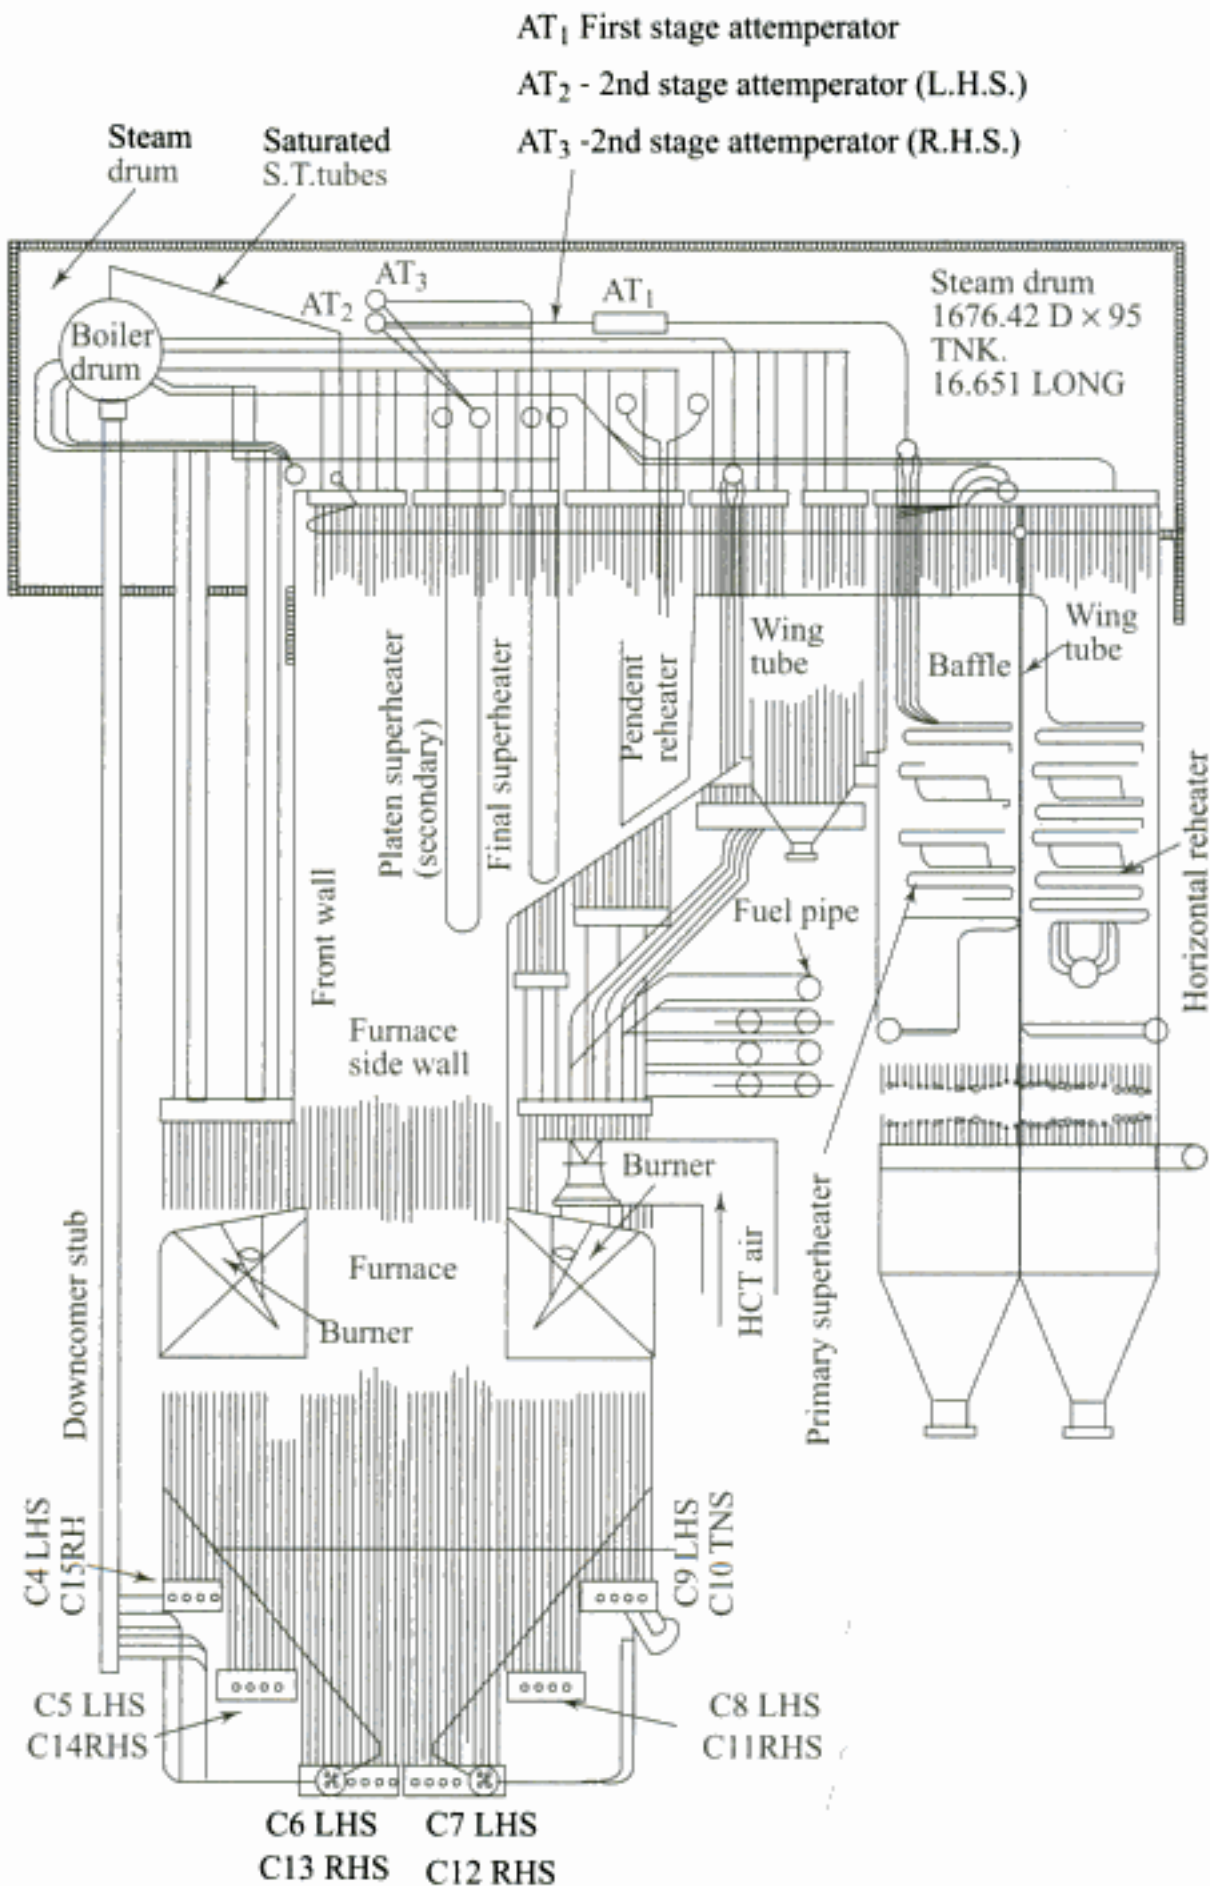 AT1 First stage attemperator
AT2 - 2nd stage attemperator (L.H.S.)
AT3 -2nd stage attemperator (R.H.S.)
Steam
drum
Saturated
S.T.tubes
AT3
AT2
AT1
Steam drum
1676.42 D × 95
TNK.
16.651 LONG
Boiler
drum
Wing
tube
Wing
tube
Baffle
Platen superheater
(secondary)
Final superheater
Pendent
reheater
Horizontal reheater
Front wall
Fuel pipe
Furnace
side wall
Burner
Furnace
Burner
HCT air
Primary superheater
Downcomer stub
C4 LHS
C15RH
C9 LHS
C10 TNS
C5 LHS
C14RHS
C8 LHS
C11RHS
C6 LHS
C13 RHS
C7 LHS
C12 RHS